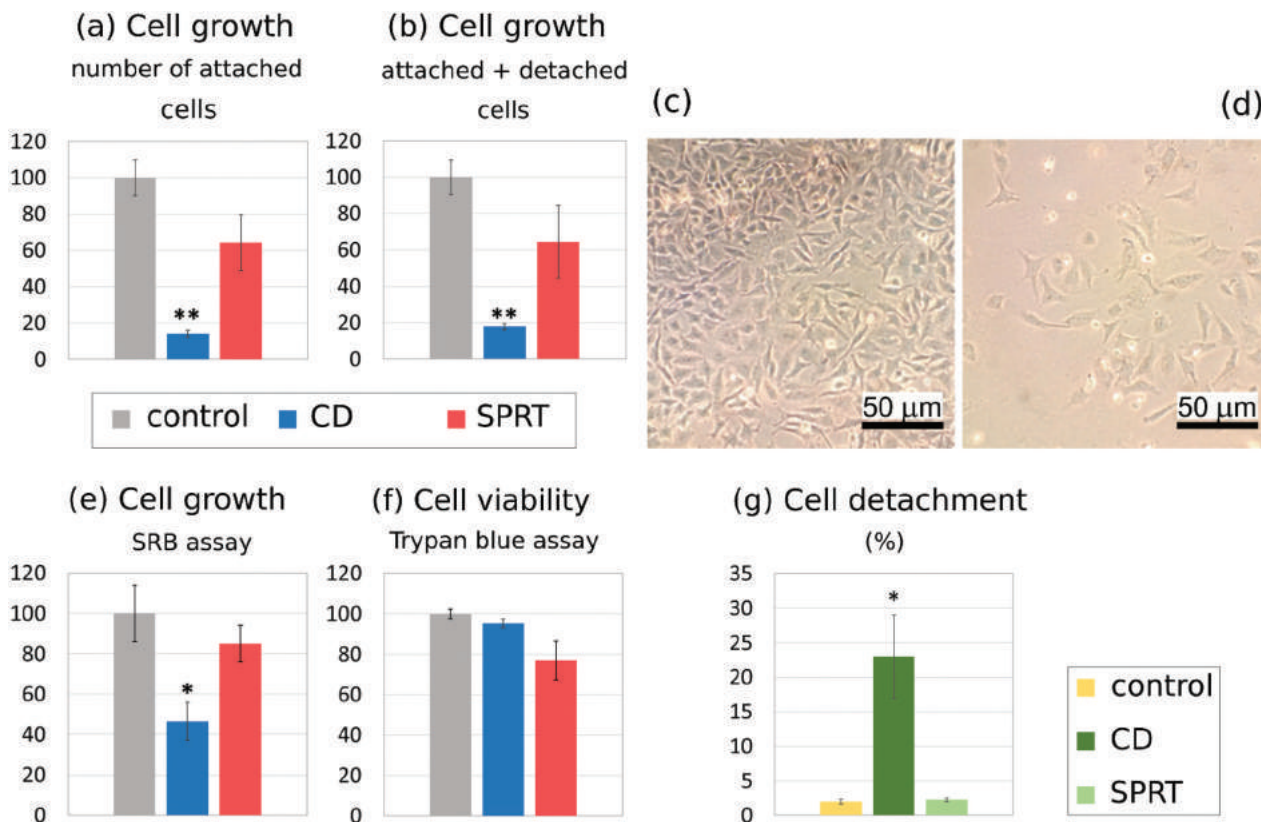 (a) Cell growth
number of attached
cells
120
100
80
60
40
20
0
**
(b) Cell growth
attached + detached
cells
120
100
80
60
40
20
0
**
control CD SPRT
(c)
50 μm
(d)
50 μm
(e) Cell growth
SRB assay
120
100
80
60
40
20
0
*
(f) Cell viability
Trypan blue assay
120
100
80
60
40
20
0
(g) Cell detachment
(%)
35
30
25
20
15
10
5
0
*
control
CD
SPRT